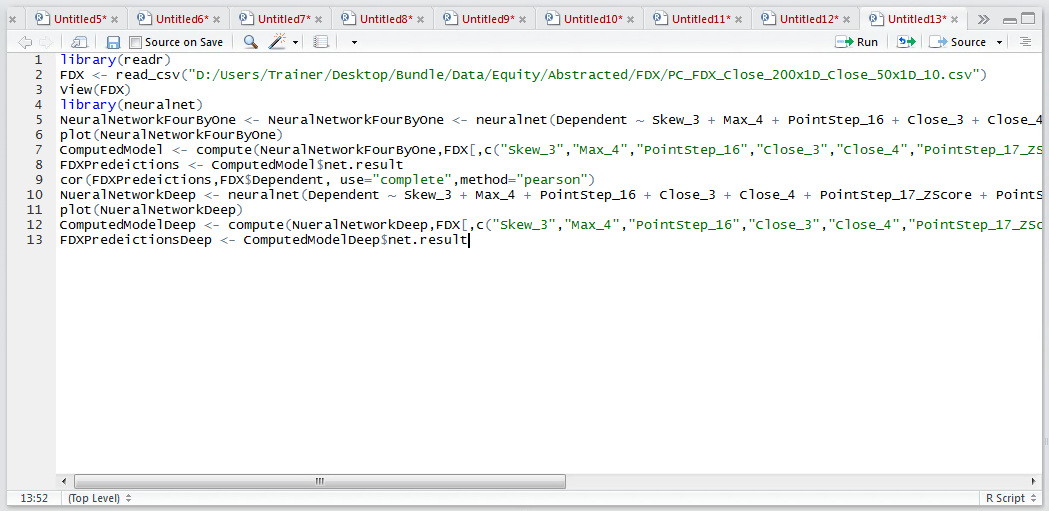 Untitled5* Untitled6* Untitled7* Untitled8* Untitled9* Untitled10* Untitled11* Untitled12* Untitled13*
Source on Save Run Source
1 library(readr)
2 FDX <- read_csv("D:/Users/Trainer/Desktop/Bundle/Data/Equity/Abstracted/FDX/PC_FDX_Close_200x1D_Close_50x1D_10.csv")
3 View(FDX)
4 library(neuralnet)
5 NeuralNetworkFourByOne <- NeuralNetworkFourByOne <- neuralnet(Dependent ~ Skew_3 + Max_4 + PointStep_16 + Close_3 + Close_4
6 plot(NeuralNetworkFourByOne)
7 ComputedModel <- compute(NeuralNetworkFourByOne,FDX[,c("Skew_3","Max_4","PointStep_16","Close_3","Close_4","PointStep_17_ZS
8 FDXPredeictions <- ComputedModel$net.result
9 cor(FDXPredeictions,FDX$Dependent, use="complete",method="pearson")
10 NueralNetworkDeep <- neuralnet(Dependent ~ Skew_3 + Max_4 + PointStep_16 + Close_3 + Close_4 + PointStep_17_ZScore + PointS
11 plot(NueralNetworkDeep)
12 ComputedModelDeep <- compute(NueralNetworkDeep,FDX[,c("Skew_3","Max_4","PointStep_16","Close_3","Close_4","PointStep_17_ZSc
13 FDXPredeictionsDeep <- ComputedModelDeep$net.result
13:52 (Top Level) R Script